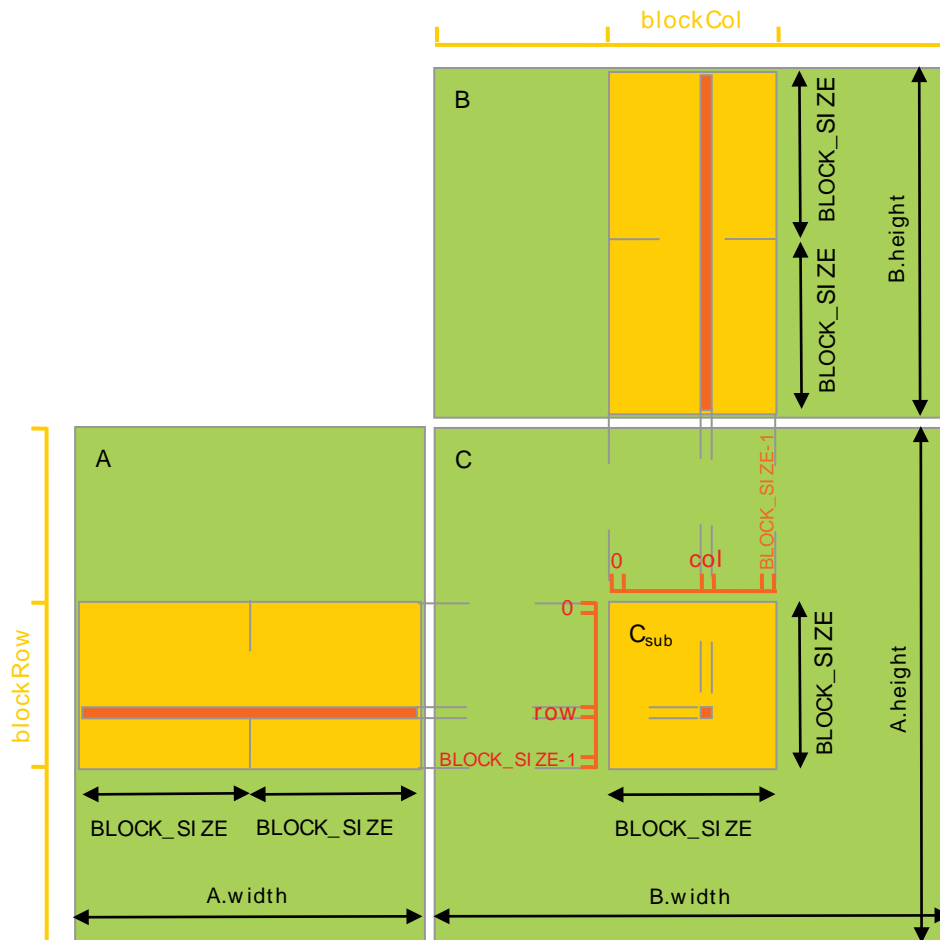 blockCol
B
BLOCK_SIZE
BLOCK_SIZE
B.height
A
C
BLOCK_SIZE-1
0
col
blockRow
0
row
BLOCK_SIZE-1
Csub
BLOCK_SIZE
A.height
BLOCK_SIZE
BLOCK_SIZE
BLOCK_SIZE
A.width
B.width